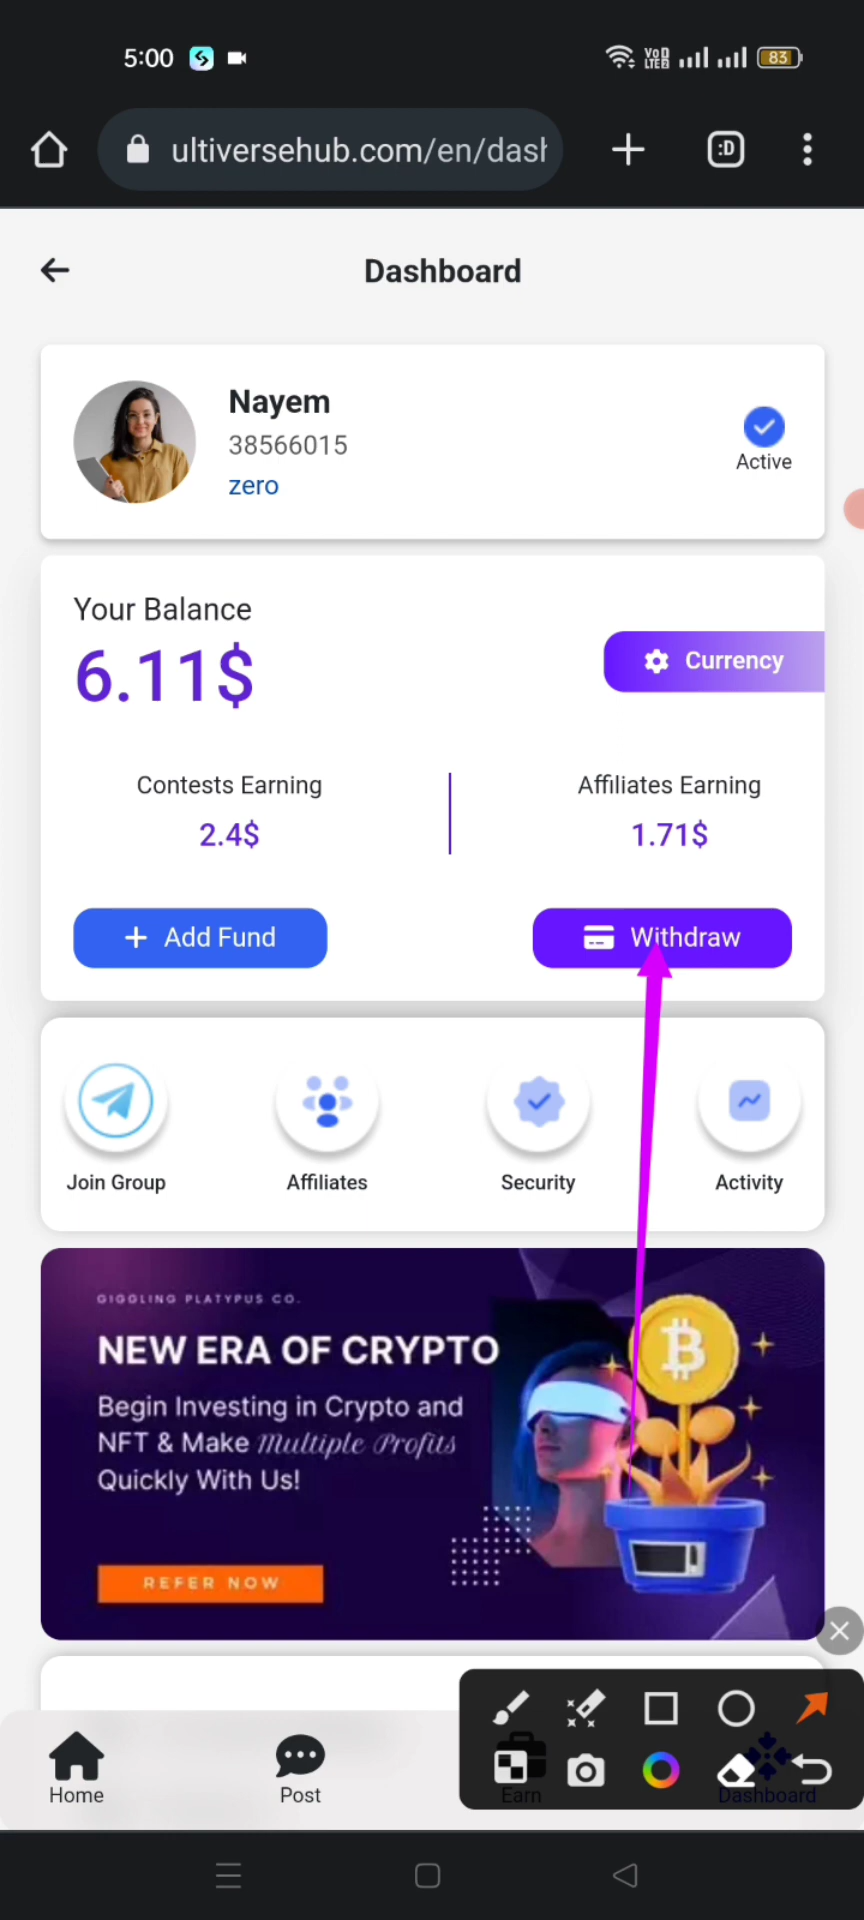 5:00
VoD
LTE2
83
ultiversehub.com/en/dash
:D
Dashboard
Nayem
38566015
zero
Active
Your Balance
6.11$
Currency
Contests Earning
Affiliates Earning
2.4$
1.71$
Add Fund
Withdraw
Join Group
Affiliates
Security
Activity
GIGGLING PLATYPUS CO.
NEW ERA OF CRYPTO
Begin Investing in Crypto and
NFT & Make Multiple Profits
Quickly With Us!
REFER NOW
Home
Post
Earn
Dashboard